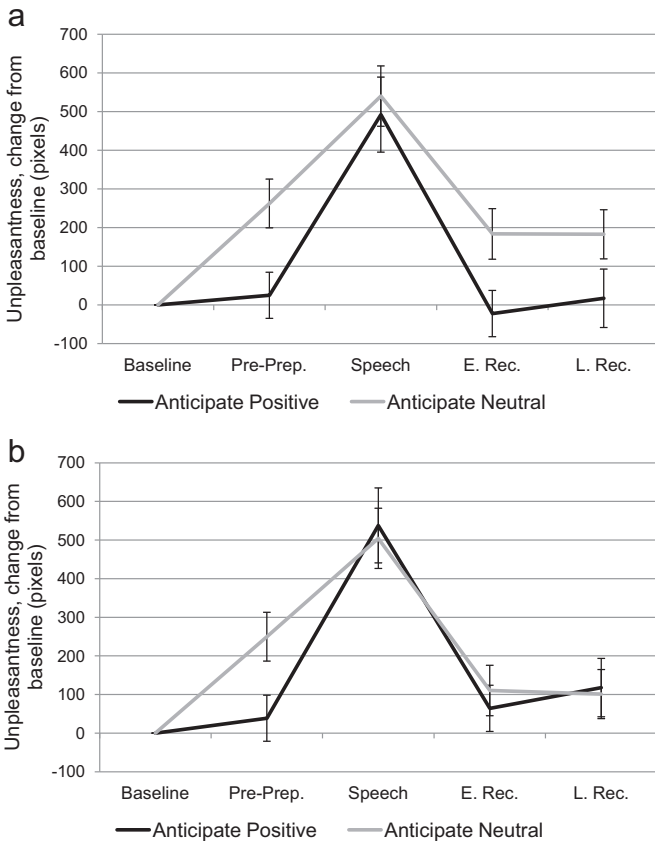 a
Unpleasantness, change from
baseline (pixels)
700
600
500
400
300
200
100
0
-100
Baseline Pre-Prep. Speech E. Rec. L. Rec.
Anticipate Positive Anticipate Neutral
b
Unpleasantness, change from
baseline (pixels)
700
600
500
400
300
200
100
0
-100
Baseline Pre-Prep. Speech E. Rec. L. Rec.
Anticipate Positive Anticipate Neutral